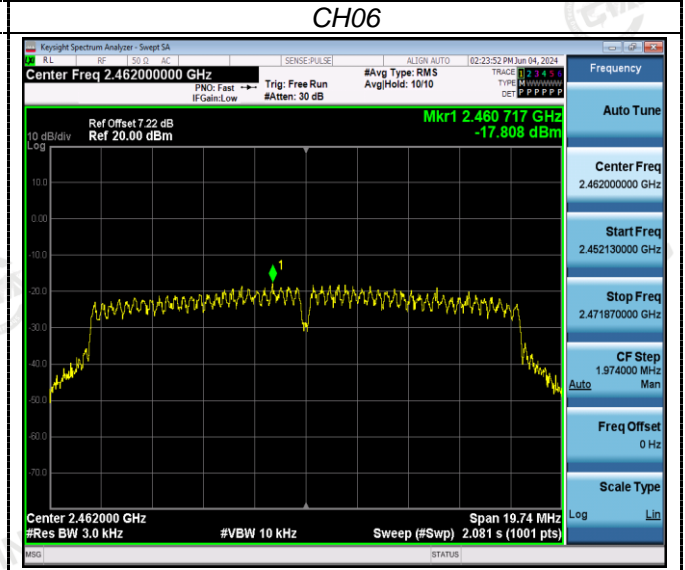 CH06
Keysight Spectrum Analyzer - Swept SA
RL RF 50 Ω AC SENSE:PULSE ALIGN AUTO 02:23:52 PM Jun 04, 2024
Center Freq 2.462000000 GHz
PNO: Fast
IFGain:Low
Trig: Free Run
#Atten: 30 dB
#Avg Type: RMS
Avg|Hold: 10/10
TRACE 1 2 3 4 5 6
TYPE M WWWWW
DET P P P P P P
Mkr1 2.460 717 GHz
-17.808 dBm
Ref Offset 7.22 dB
10 dB/div Ref 20.00 dBm
Log
10.0
0.00
-10.0
-20.0
-30.0
-40.0
-50.0
-60.0
-70.0
1
Center 2.462000 GHz Span 19.74 MHz
#Res BW 3.0 kHz #VBW 10 kHz Sweep (#Swp) 2.081 s (1001 pts)
MSG STATUS
Frequency
Auto Tune
Center Freq
2.462000000 GHz
Start Freq
2.452130000 GHz
Stop Freq
2.471870000 GHz
CF Step
1.974000 MHz
Auto Man
Freq Offset
0 Hz
Scale Type
Log Lin